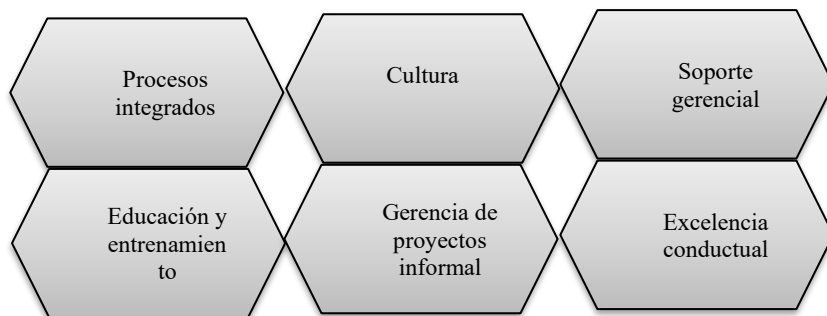 Procesos
integrados
Cultura
Soporte
gerencial
Educación y
entrenamien
to
Gerencia de
proyectos
informal
Excelencia
conductual